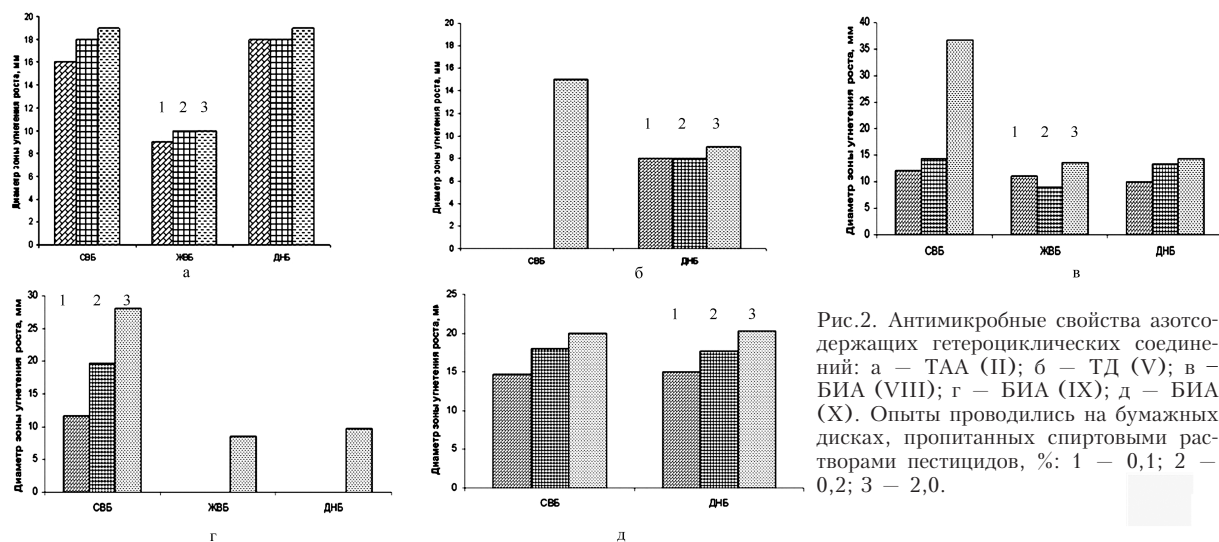 Диаметр зоны угнетения роста, мм
20
18
16
14
12
10
8
6
4
2
0
1 2 3
СВБ ЖВБ ДНБ
а
Диаметр зоны угнетения роста, мм
20
18
16
14
12
10
8
6
4
2
0
1 2 3
СВБ ДНБ
б
Диаметр зоны угнетения роста, мм
40
35
30
25
20
15
10
5
0
1 2 3
СВБ ЖВБ ДНБ
в
Диаметр зоны угнетения роста, мм
30
25
20
15
10
5
0
1 2 3
СВБ ЖВБ ДНБ
г
Диаметр зоны угнетения роста, мм
25
20
15
10
5
0
1 2 3
СВБ ДНБ
д
Рис.2. Антимикробные свойства азотсо-
держащих гетероциклических соедине-
ний: а — ТАА (II); б — ТД (V); в –
БИА (VIII); г — БИА (IX); д — БИА
(X). Опыты проводились на бумажных
дисках, пропитанных спиртовыми рас-
творами пестицидов, %: 1 — 0,1; 2 —
0,2; 3 — 2,0.